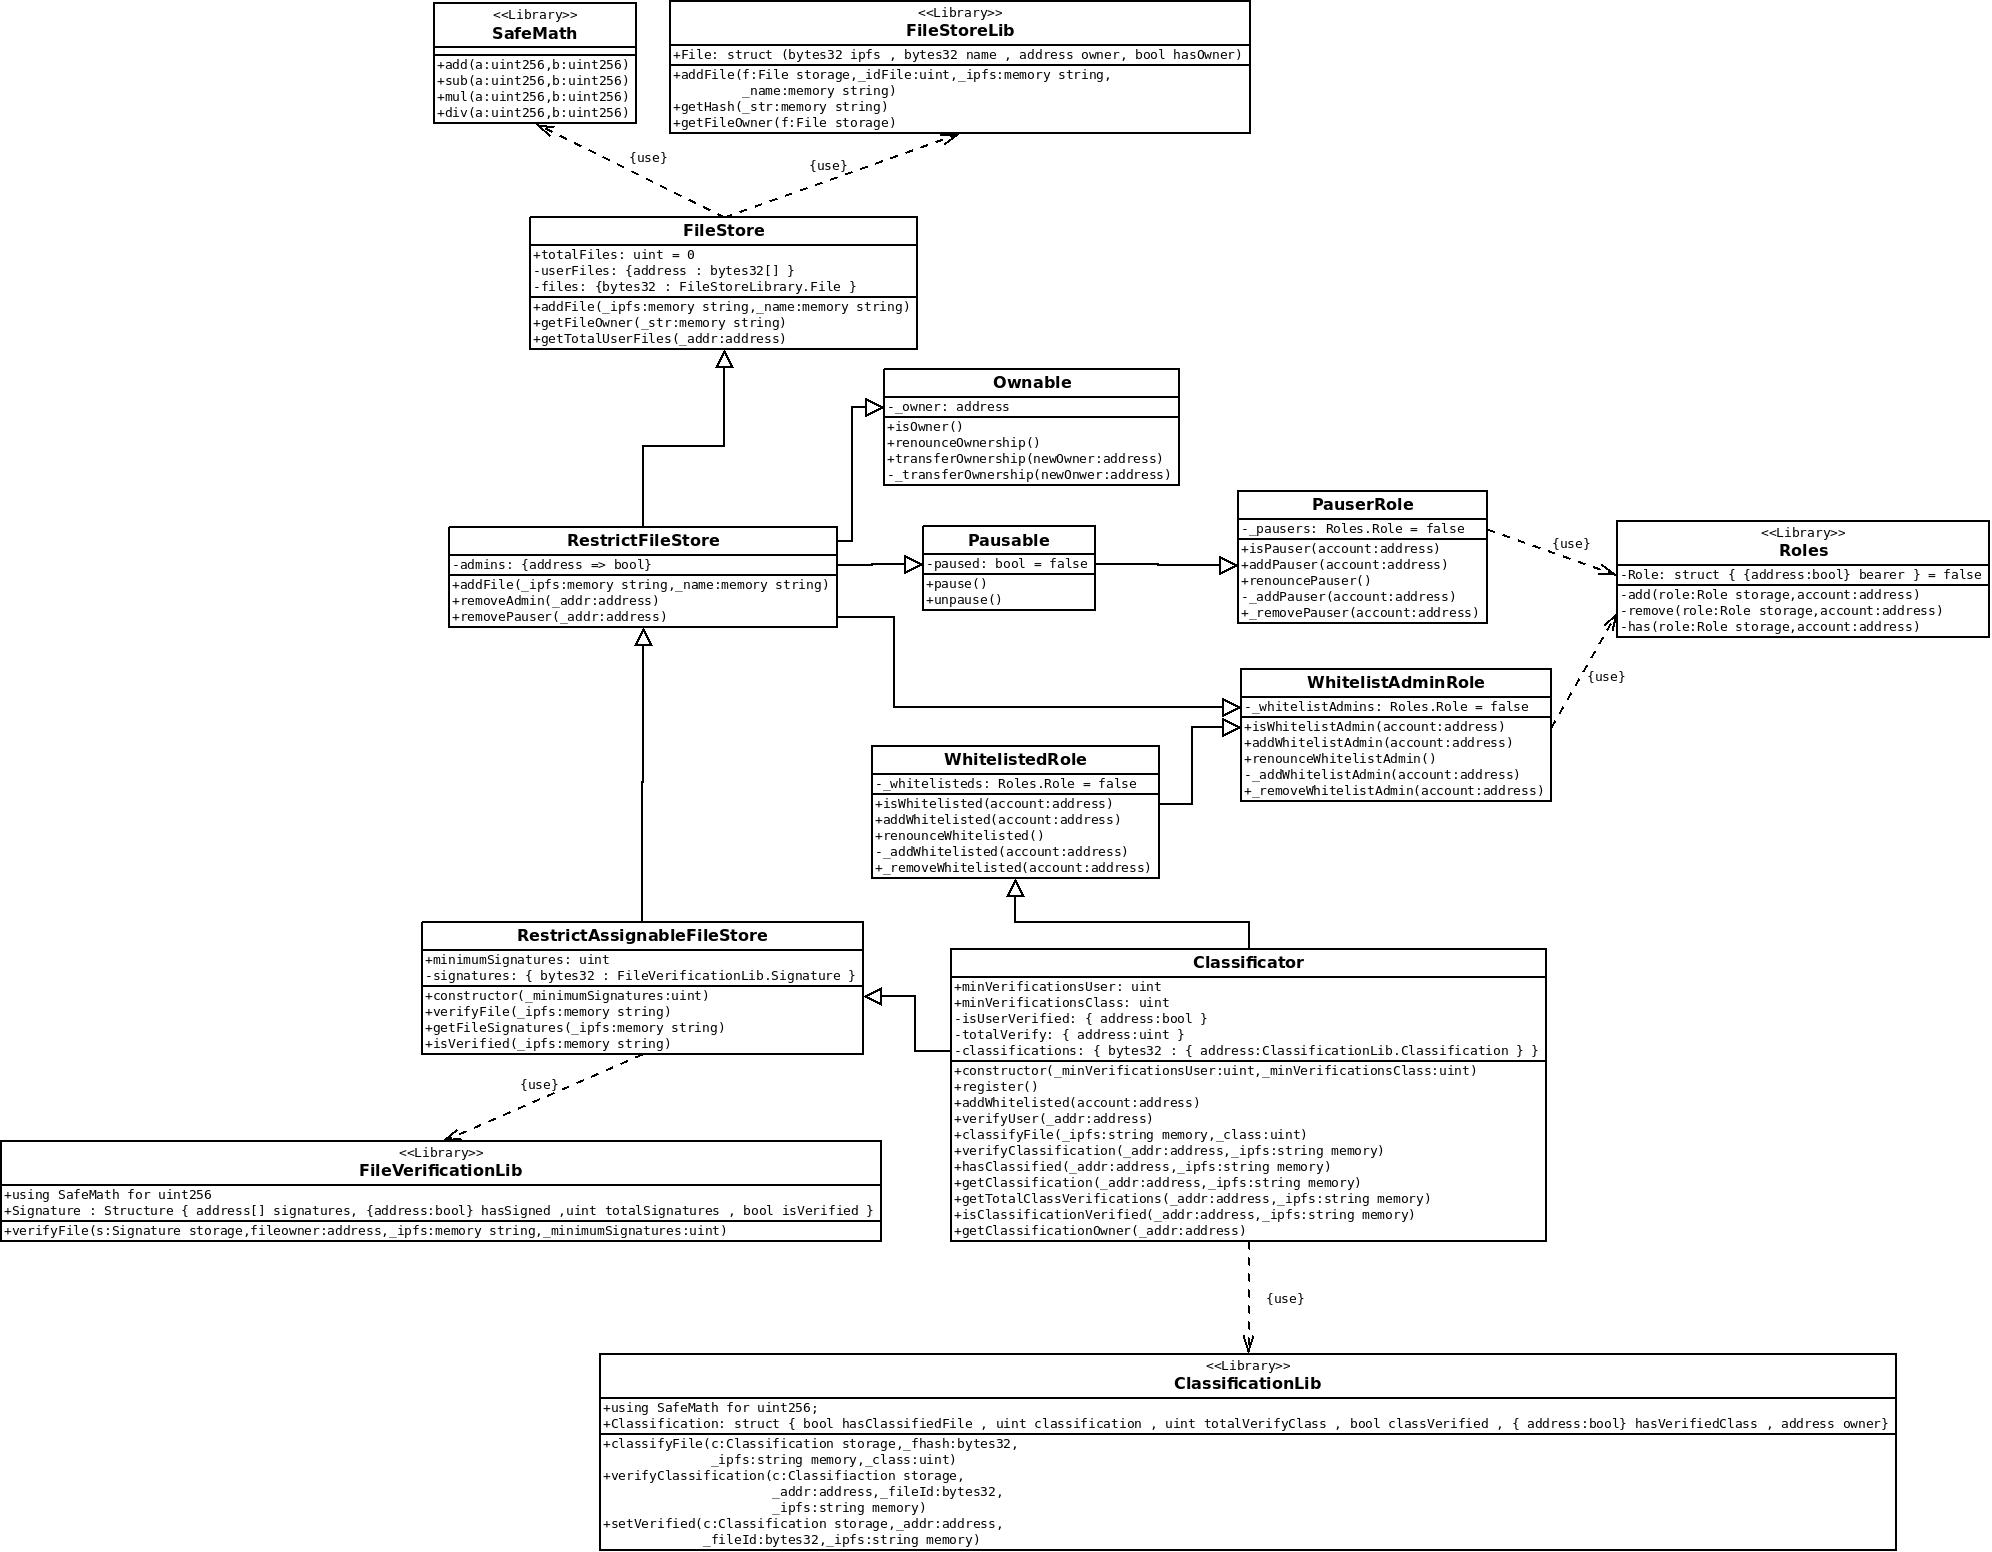 <<Library>>
SafeMath
+add(a:uint256,b:uint256)
+sub(a:uint256,b:uint256)
+mul(a:uint256,b:uint256)
+div(a:uint256,b:uint256)
<<Library>>
FileStoreLib
+File: struct (bytes32 ipfs , bytes32 name , address owner, bool hasOwner)
+addFile(f:File storage,_idFile:uint,_ipfs:memory string,
_name:memory string)
+getHash(_str:memory string)
+getFileOwner(f:File storage)
{use}
{use}
FileStore
+totalFiles: uint = 0
-userFiles: {address : bytes32[] }
-files: {bytes32 : FileStoreLibrary.File }
+addFile(_ipfs:memory string,_name:memory string)
+getFileOwner(_str:memory string)
+getTotalUserFiles(_addr:address)
Ownable
-_owner: address
+isOwner()
+renounceOwnership()
+transferOwnership(newOwner:address)
-_transferOwnership(newOnwer:address)
RestrictFileStore
-admins: {address => bool}
+addFile(_ipfs:memory string,_name:memory string)
+removeAdmin(_addr:address)
+removePauser(_addr:address)
Pausable
-paused: bool = false
+pause()
+unpause()
PauserRole
-_pausers: Roles.Role = false
+isPauser(account:address)
+addPauser(account:address)
+renouncePauser()
-_addPauser(account:address)
+_removePauser(account:address)
{use}
<<Library>>
Roles
-Role: struct { {address:bool} bearer } = false
-add(role:Role storage,account:address)
-remove(role:Role storage,account:address)
-has(role:Role storage,account:address)
{use}
WhitelistAdminRole
-_whitelistAdmins: Roles.Role = false
+isWhitelistAdmin(account:address)
+addWhitelistAdmin(account:address)
+renounceWhitelistAdmin()
-_addWhitelistAdmin(account:address)
+_removeWhitelistAdmin(account:address)
WhitelistedRole
-_whitelisteds: Roles.Role = false
+isWhitelisted(account:address)
+addWhitelisted(account:address)
+renounceWhitelisted()
-_addWhitelisted(account:address)
+_removeWhitelisted(account:address)
RestrictAssignableFileStore
+minimumSignatures: uint
-signatures: { bytes32 : FileVerificationLib.Signature }
+constructor(_minimumSignatures:uint)
+verifyFile(_ipfs:memory string)
+getFileSignatures(_ipfs:memory string)
+isVerified(_ipfs:memory string)
{use}
Classificator
+minVerificationsUser: uint
+minVerificationsClass: uint
-isUserVerified: { address:bool }
-totalVerify: { address:uint }
-classifications: { bytes32 : { address:ClassificationLib.Classification } }
+constructor(_minVerificationsUser:uint,_minVerificationsClass:uint)
+register()
+addWhitelisted(account:address)
+verifyUser(_addr:address)
+classifyFile(_ipfs:string memory,_class:uint)
+verifyClassification(_addr:address,_ipfs:string memory)
+hasClassified(_addr:address,_ipfs:string memory)
+getClassification(_addr:address,_ipfs:string memory)
+getTotalClassVerifications(_addr:address,_ipfs:string memory)
+isClassificationVerified(_addr:address,_ipfs:string memory)
+getClassificationOwner(_addr:address)
<<Library>>
FileVerificationLib
+using SafeMath for uint256
+Signature : Structure { address[] signatures, {address:bool} hasSigned ,uint totalSignatures , bool isVerified }
+verifyFile(s:Signature storage,fileowner:address,_ipfs:memory string,_minimumSignatures:uint)
{use}
<<Library>>
ClassificationLib
+using SafeMath for uint256;
+Classification: struct { bool hasClassifiedFile , uint classification , uint totalVerifyClass , bool classVerified , { address:bool} hasVerifiedClass , address owner}
+classifyFile(c:Classification storage,_fhash:bytes32,
_ipfs:string memory,_class:uint)
+verifyClassification(c:Classifiaction storage,
_addr:address,_fileId:bytes32,
_ipfs:string memory)
+setVerified(c:Classification storage,_addr:address,
_fileId:bytes32,_ipfs:string memory)